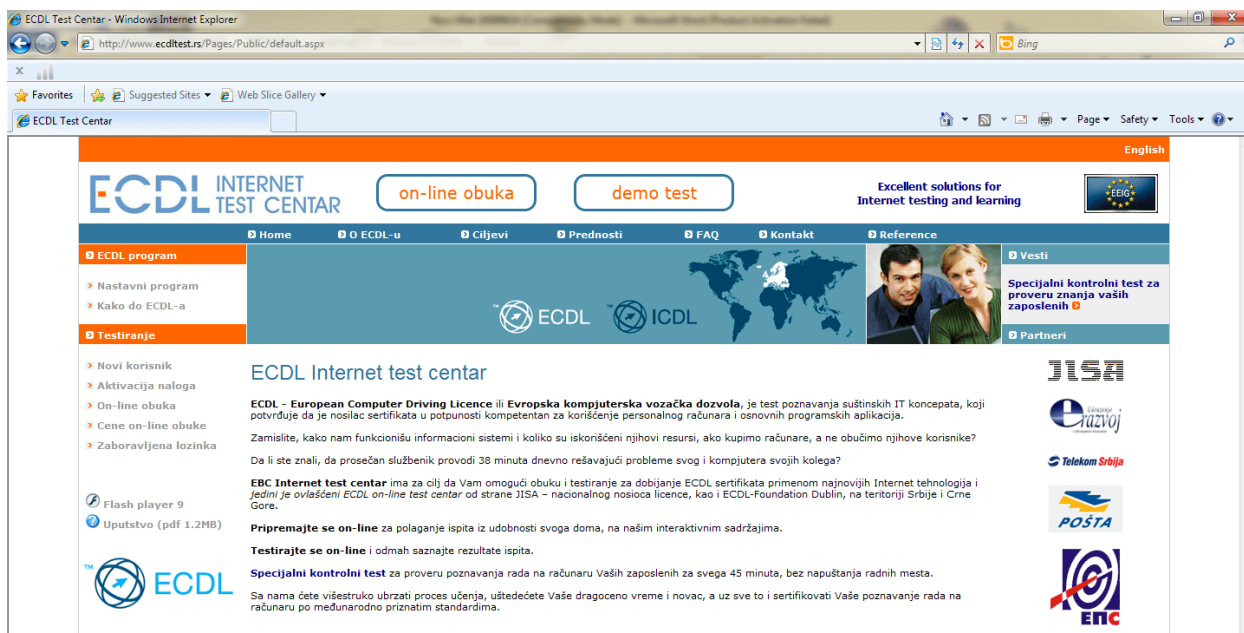 ECDL Test Centar - Windows Internet Explorer
http://www.ecdltest.rs/Pages/Public/default.aspx
Bing
x
Favorites
Suggested Sites
Web Slice Gallery
ECDL Test Centar
Page
Safety
Tools
English
ECDL INTERNET
TEST CENTAR
on-line obuka
demo test
Excellent solutions for
Internet testing and learning
EEIG
Home
O ECDL-u
Ciljevi
Prednosti
FAQ
Kontakt
Reference
ECDL program
Nastavni program
Kako do ECDL-a
Testiranje
Novi korisnik
Aktivacija naloga
On-line obuka
Cene on-line obuke
Zaboravljena lozinka
Flash player 9
Uputstvo (pdf 1.2MB)
™ ECDL
™ ECDL
™ ICDL
Vesti
Specijalni kontrolni test za
proveru znanja vaših
zaposlenih
Partneri
ECDL Internet test centar
ECDL - European Computer Driving Licence ili Evropska kompjuterska vozačka dozvola, je test poznavanja suštinskih IT koncepata, koji
potvrđuje da je nosilac sertifikata u potpunosti kompetentan za korišćenje personalnog računara i osnovnih programskih aplikacija.
Zamislite, kako nam funkcionišu informacioni sistemi i koliko su iskorišćeni njihovi resursi, ako kupimo računare, a ne obučimo njihove korisnike?
Da li ste znali, da prosečan službenik provodi 38 minuta dnevno rešavajući probleme svog i kompjutera svojih kolega?
EBC Internet test centar ima za cilj da Vam omogući obuku i testiranje za dobijanje ECDL sertifikata primenom najnovijih Internet tehnologija i
jedini je ovlašćeni ECDL on-line test centar od strane JISA – nacionalnog nosioca licence, kao i ECDL-Foundation Dublin, na teritoriji Srbije i Crne
Gore.
Pripremajte se on-line za polaganje ispita iz udobnosti svoga doma, na našim interaktivnim sadržajima.
Testirajte se on-line i odmah saznajte rezultate ispita.
Specijalni kontrolni test za proveru poznavanja rada na računaru Vaših zaposlenih za svega 45 minuta, bez napuštanja radnih mesta.
Sa nama ćete višestruko ubrzati proces učenja, uštedećete Vaše dragoceno vreme i novac, a uz sve to i sertifikovati Vaše poznavanje rada na
računaru po međunarodno priznatim standardima.
JISA
Udruženje
eRazvoj
Telekom Srbija
POŠTA
ЕПС